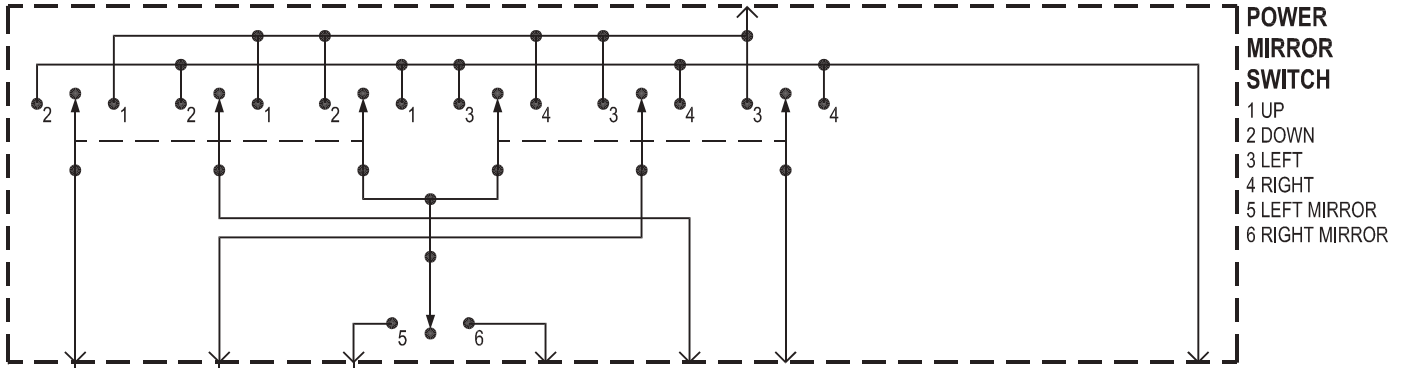 POWER
MIRROR
SWITCH
1 UP
2 DOWN
3 LEFT
4 RIGHT
5 LEFT MIRROR
6 RIGHT MIRROR
2 1 2 1 2 1 3 4 3 4 3 4
5 6